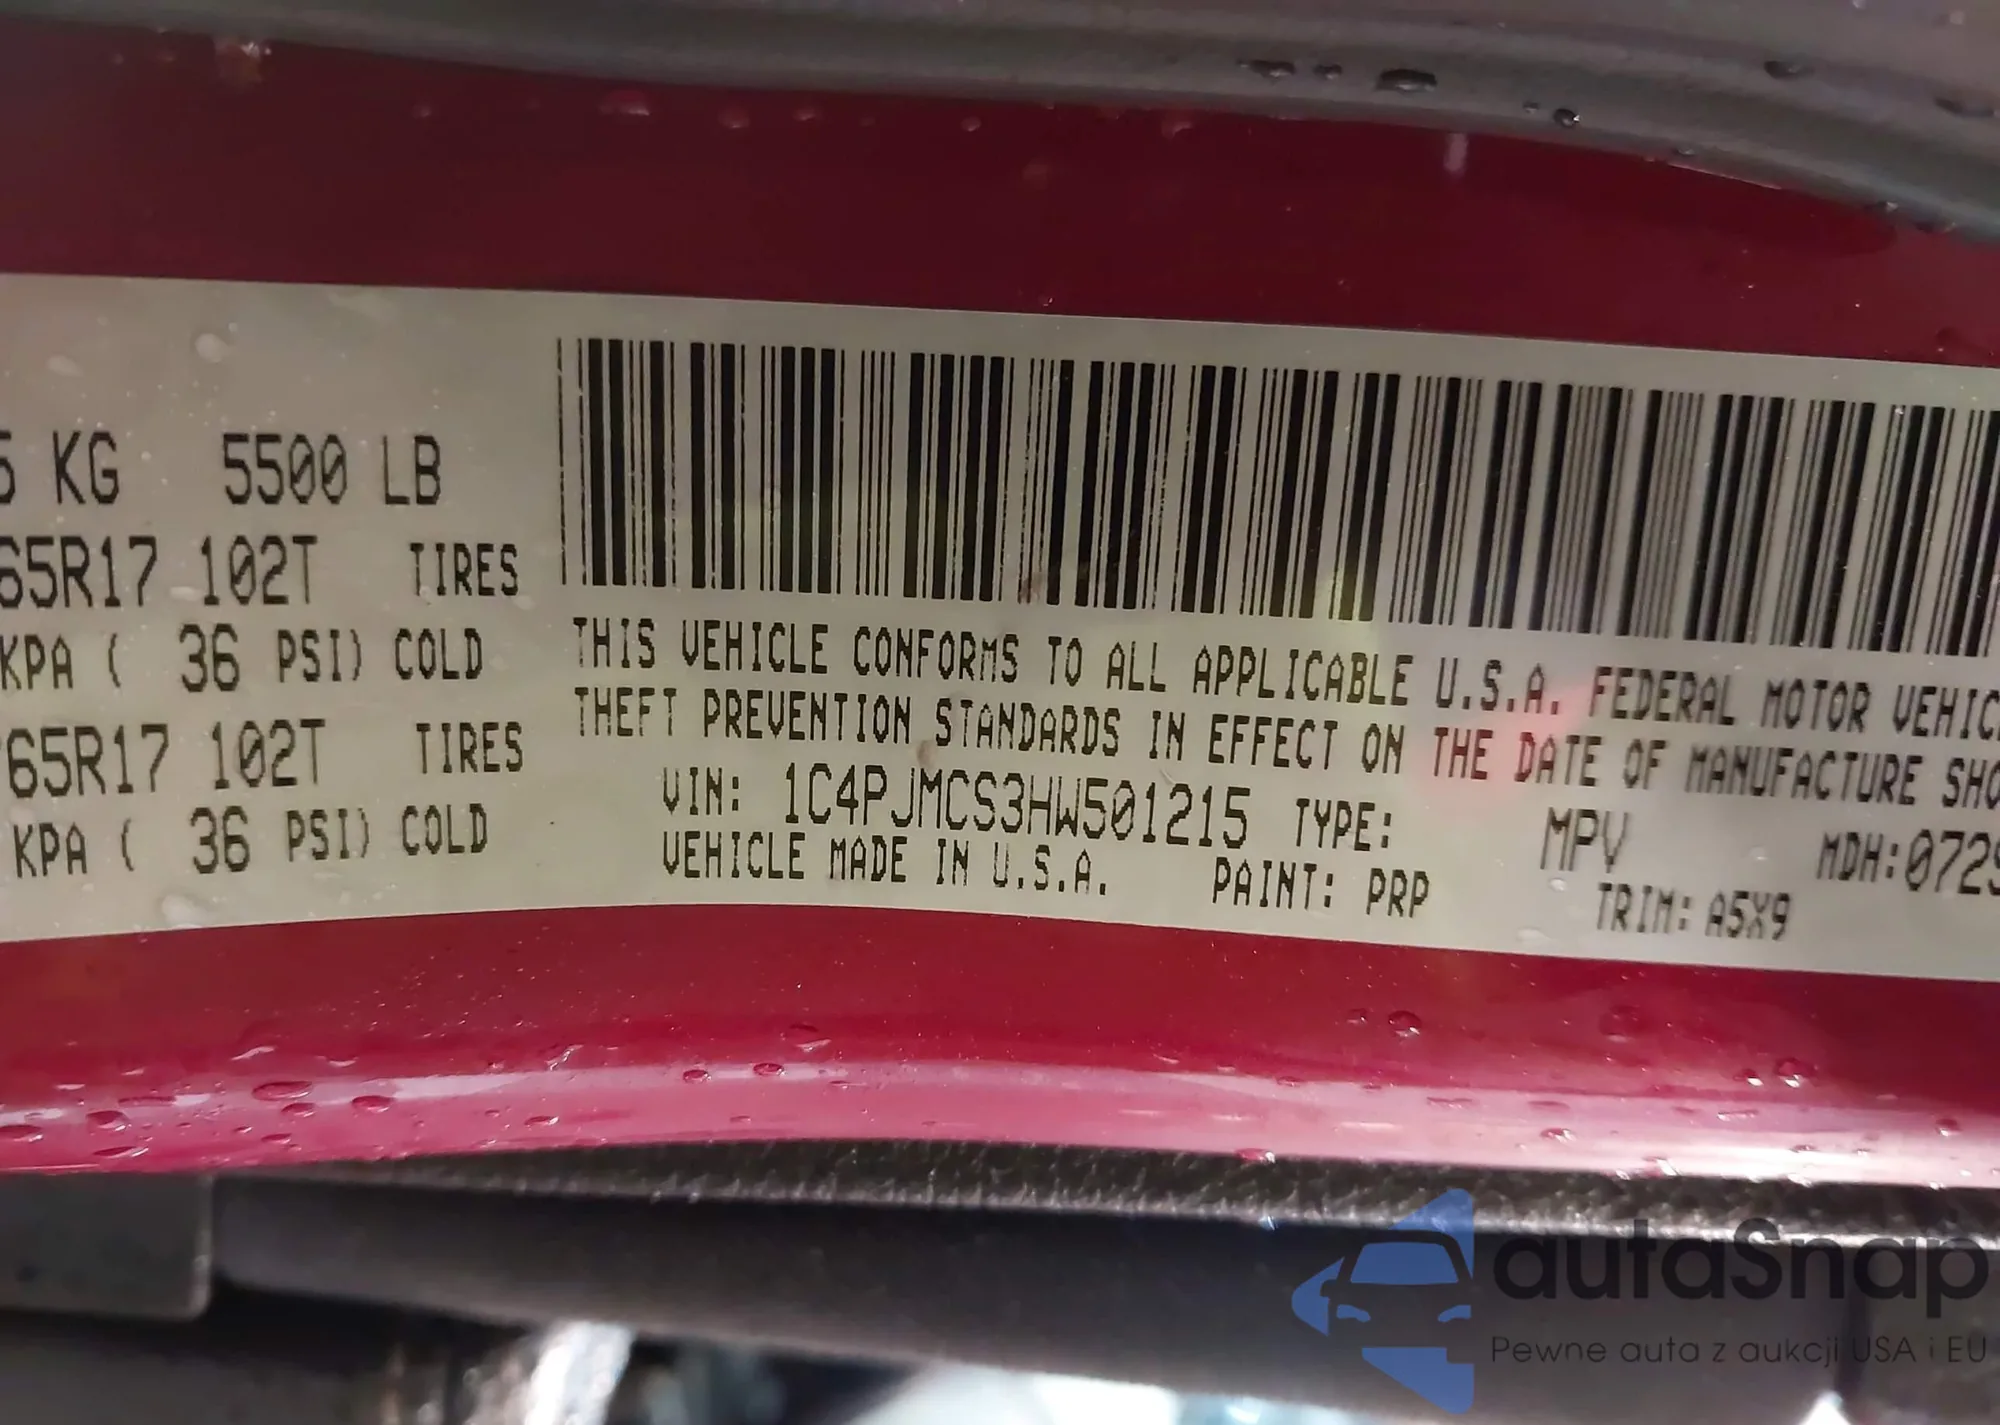 5 KG 5500 LB
65R17 102T TIRES
KPA ( 36 PSI) COLD
65R17 102T TIRES
KPA ( 36 PSI) COLD
THIS VEHICLE CONFORMS TO ALL APPLICABLE U.S.A. FEDERAL MOTOR VEHIC
THEFT PREVENTION STANDARDS IN EFFECT ON THE DATE OF MANUFACTURE SHO
VIN: 1C4PJMCS3HW501215 TYPE: MPV MDH:0729
VEHICLE MADE IN U.S.A. PAINT: PRP TRIM: A5X9
autaSnap
Pewne auta z aukcji USA i EU